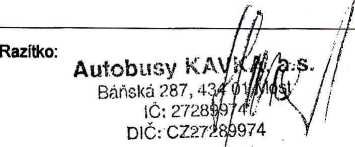 Razítko:
Autobusy KAVKA, a.s.
Báňská 287, 434 01 Most
IČ: 27289974
DIČ: CZ27289974